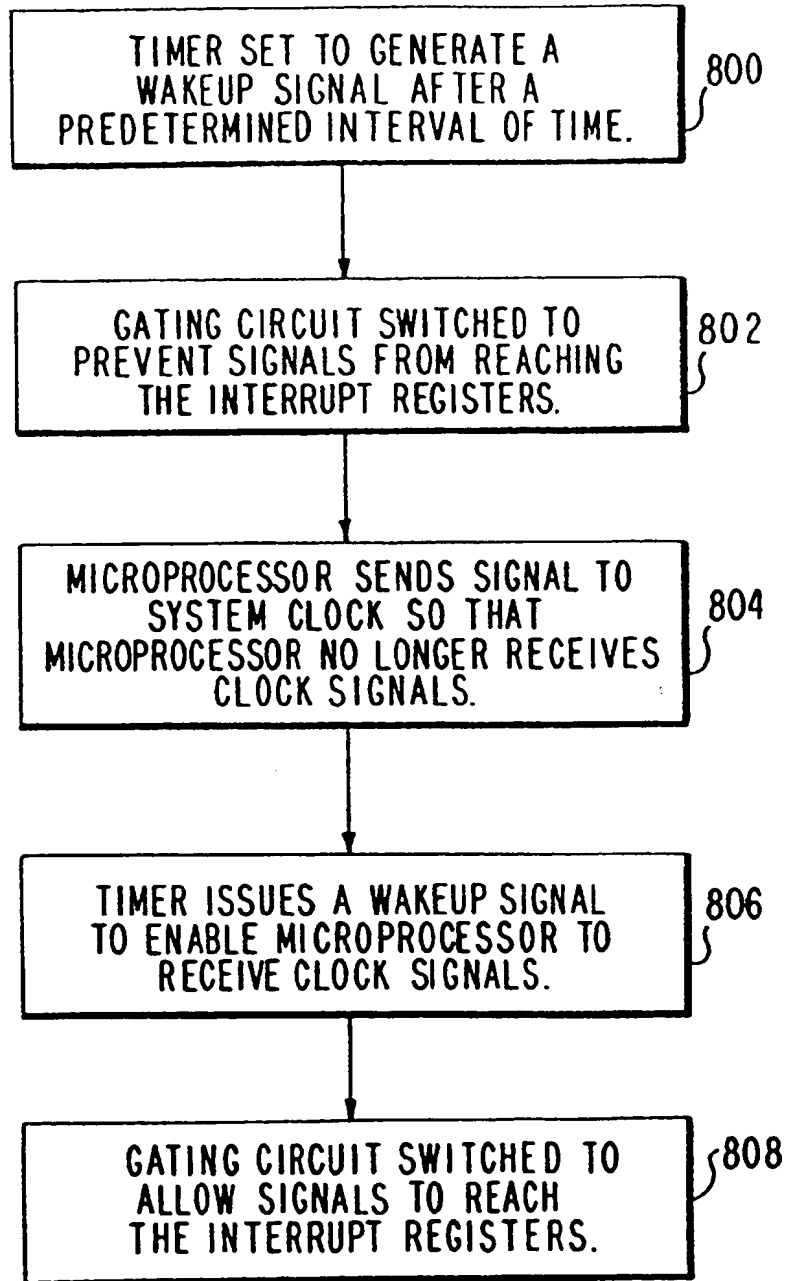 TIMER SET TO GENERATE A
WAKEUP SIGNAL AFTER A
PREDETERMINED INTERVAL OF TIME.
800
GATING CIRCUIT SWITCHED TO
PREVENT SIGNALS FROM REACHING
THE INTERRUPT REGISTERS.
802
MICROPROCESSOR SENDS SIGNAL TO
SYSTEM CLOCK SO THAT
MICROPROCESSOR NO LONGER RECEIVES
CLOCK SIGNALS.
804
TIMER ISSUES A WAKEUP SIGNAL
TO ENABLE MICROPROCESSOR TO
RECEIVE CLOCK SIGNALS.
806
GATING CIRCUIT SWITCHED TO
ALLOW SIGNALS TO REACH
THE INTERRUPT REGISTERS.
808